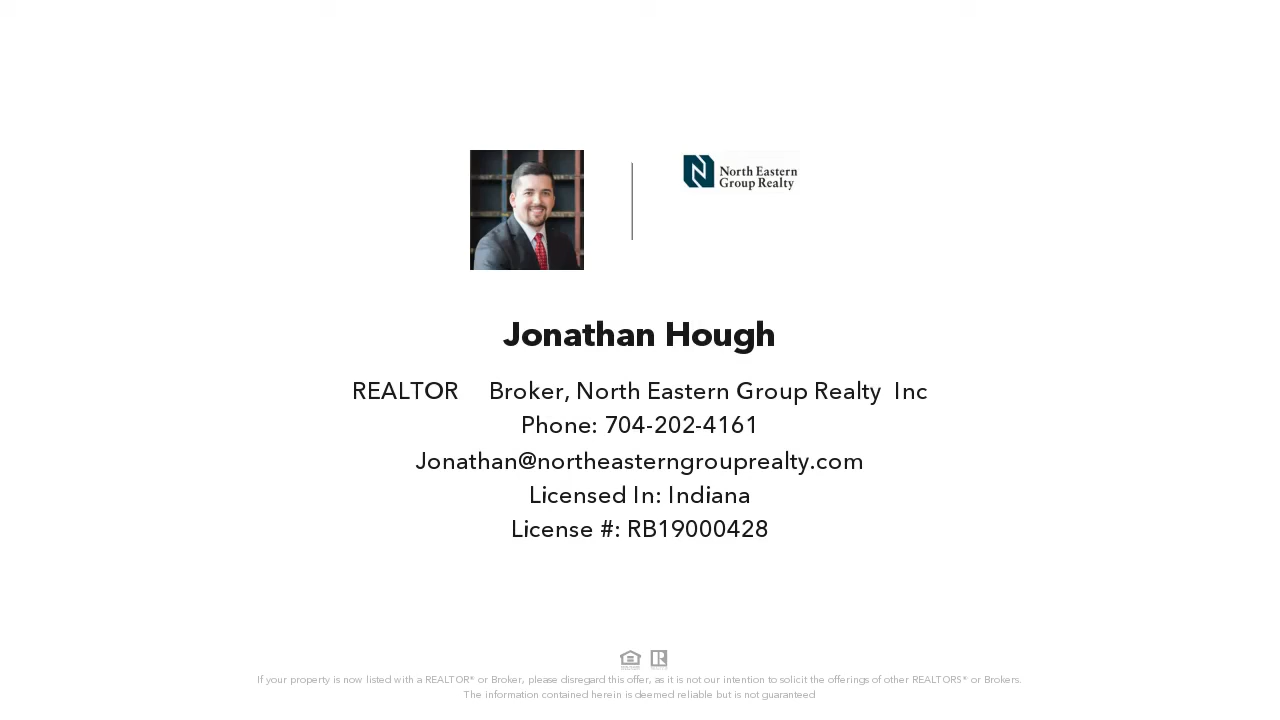 North Eastern
Group Realty
Jonathan Hough
REALTOR Broker, North Eastern Group Realty Inc
Phone: 704-202-4161
Jonathan@northeasterngrouprealty.com
Licensed In: Indiana
License #: RB19000428
If your property is now listed with a REALTOR® or Broker, please disregard this offer, as it is not our intention to solicit the offerings of other REALTORS® or Brokers.
The information contained herein is deemed reliable but is not guaranteed